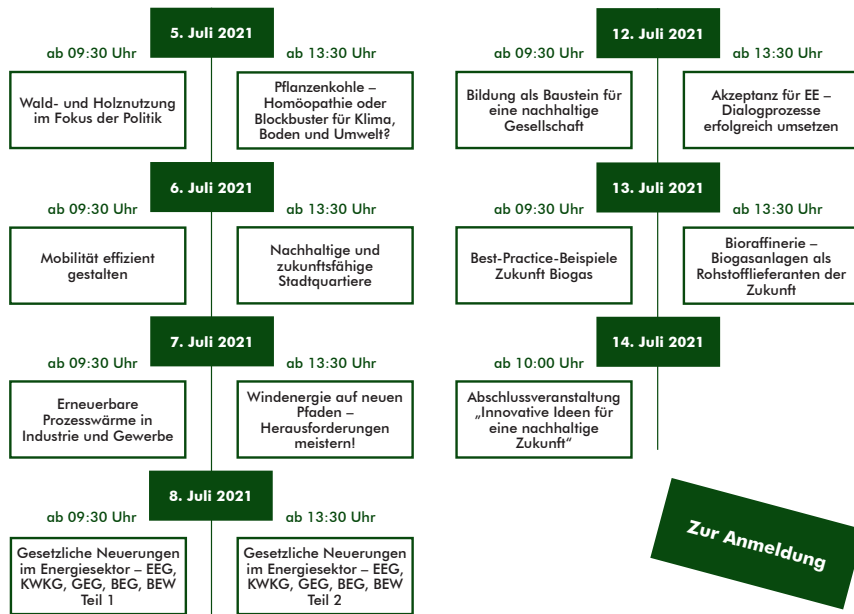 5. Juli 2021
ab 09:30 Uhr
Wald- und Holznutzung
im Fokus der Politik
ab 13:30 Uhr
Pflanzenkohle –
Homöopathie oder
Blockbuster für Klima,
Boden und Umwelt?
6. Juli 2021
ab 09:30 Uhr
Mobilität effizient
gestalten
ab 13:30 Uhr
Nachhaltige und
zukunftsfähige
Stadtquartiere
7. Juli 2021
ab 09:30 Uhr
Erneuerbare
Prozesswärme in
Industrie und Gewerbe
ab 13:30 Uhr
Windenergie auf neuen
Pfaden –
Herausforderungen
meistern!
8. Juli 2021
ab 09:30 Uhr
Gesetzliche Neuerungen
im Energiesektor – EEG,
KWKG, GEG, BEG, BEW
Teil 1
ab 13:30 Uhr
Gesetzliche Neuerungen
im Energiesektor – EEG,
KWKG, GEG, BEG, BEW
Teil 2
12. Juli 2021
ab 09:30 Uhr
Bildung als Baustein für
eine nachhaltige
Gesellschaft
ab 13:30 Uhr
Akzeptanz für EE –
Dialogprozesse
erfolgreich umsetzen
13. Juli 2021
ab 09:30 Uhr
Best-Practice-Beispiele
Zukunft Biogas
ab 13:30 Uhr
Bioraffinerie –
Biogasanlagen als
Rohstofflieferanten der
Zukunft
14. Juli 2021
ab 10:00 Uhr
Abschlussveranstaltung
„Innovative Ideen für
eine nachhaltige
Zukunft“
Zur Anmeldung